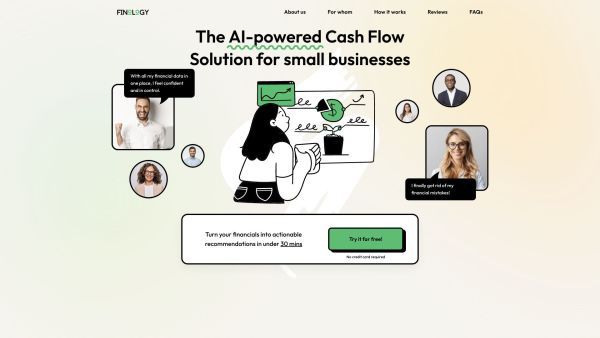 FINOLOGY
About us
For whom
How it works
Reviews
FAQs
The AI-powered Cash Flow
Solution for small businesses
With all my financial data in
one place, I feel confident
and in control.
I finally got rid of my
financial mistakes!
Turn your financials into actionable
recommendations in under 30 mins
Try it for free!
No credit card required